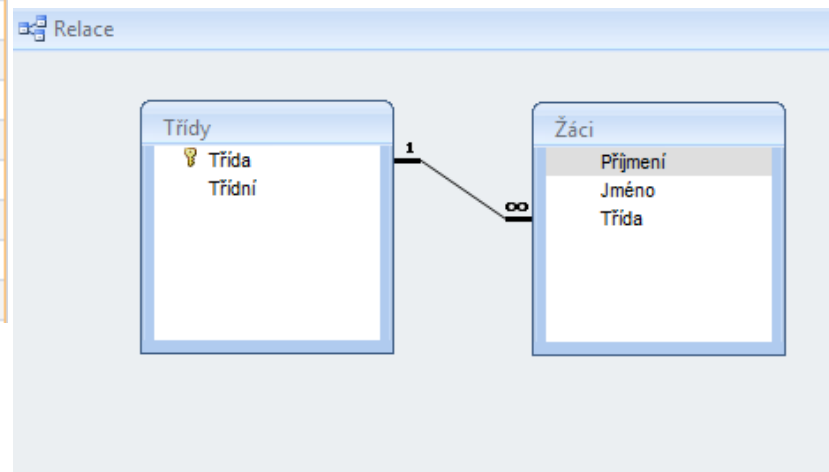 Relace
Třídy
Třída
Třídní
1
∞
Žáci
Příjmení
Jméno
Třída